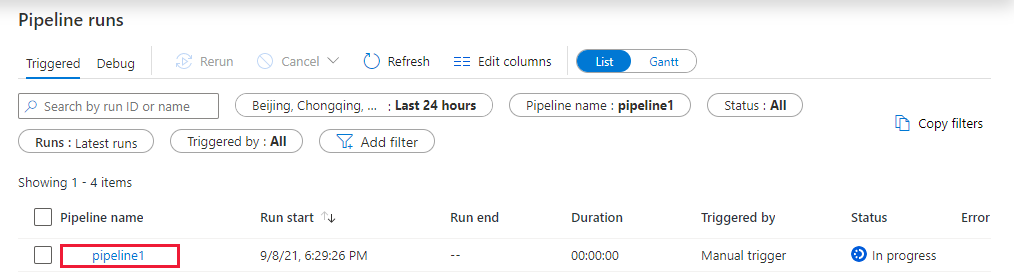 Pipeline runs
Triggered Debug Rerun Cancel Refresh Edit columns List Gantt
Search by run ID or name Beijing, Chongqing, ... : Last 24 hours Pipeline name : pipeline1 Status : All
Copy filters
Runs : Latest runs Triggered by : All Add filter
Showing 1 - 4 items
Pipeline name Run start ↑↓ Run end Duration Triggered by Status Error
pipeline1 9/8/21, 6:29:26 PM -- 00:00:00 Manual trigger In progress